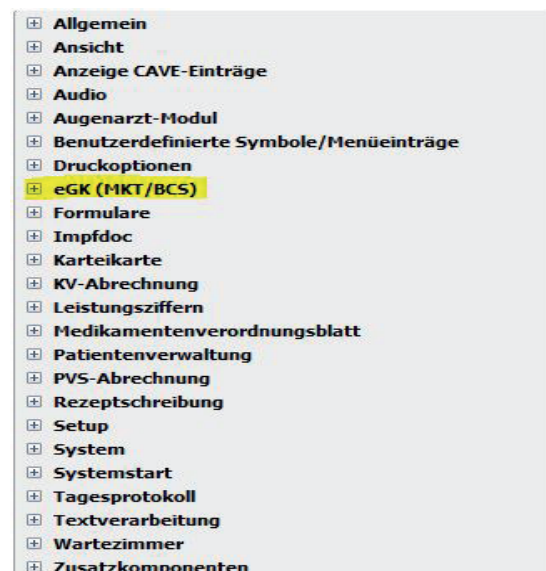 Allgemein
Ansicht
Anzeige CAVE-Einträge
Audio
Augenarzt-Modul
Benutzerdefinierte Symbole/Menüeinträge
Druckoptionen
eGK (MKT/BCS)
Formulare
Impfdoc
Karteikarte
KV-Abrechnung
Leistungsziffern
Medikamentenverordnungsblatt
Patientenverwaltung
PVS-Abrechnung
Rezeptschreibung
Setup
System
Systemstart
Tagesprotokoll
Textverarbeitung
Wartezimmer
Zusatzkomponenten